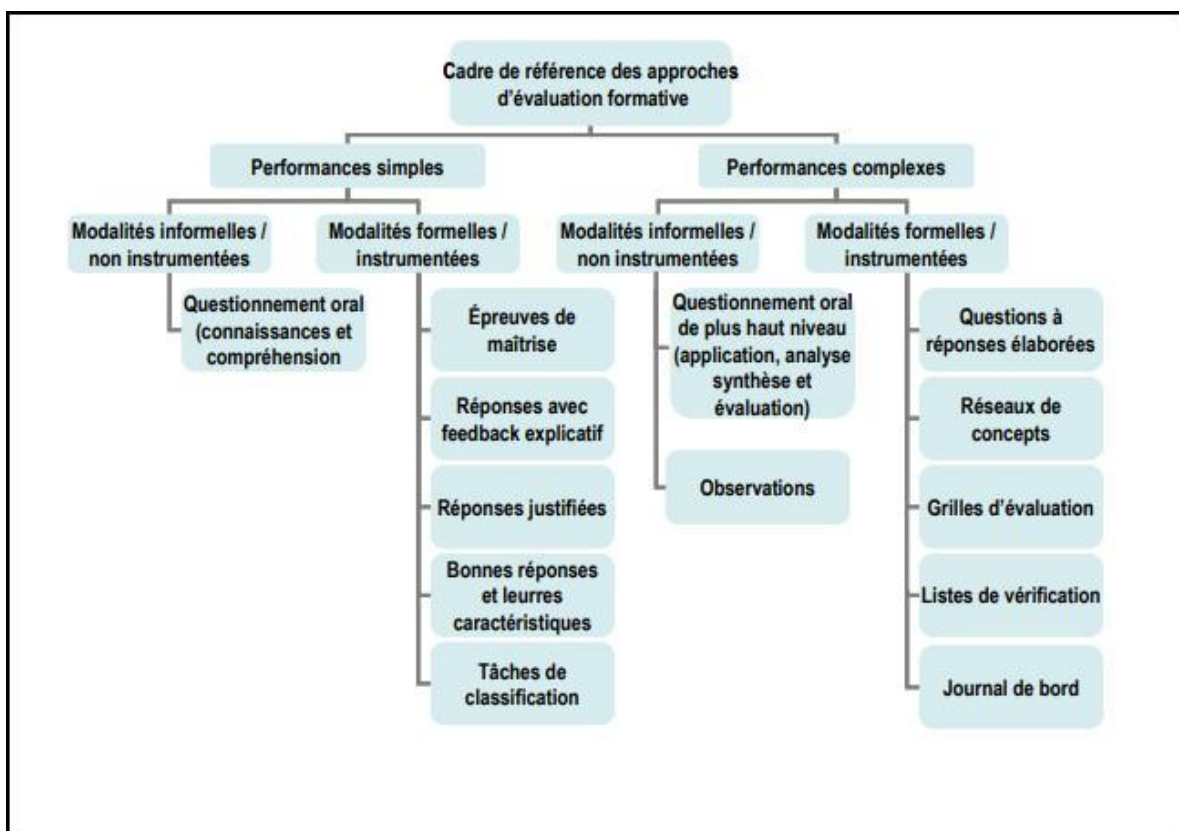 Cadre de référence des approches
d'évaluation formative
Performances simples
Performances complexes
Modalités informelles /
non instrumentées
Modalités formelles /
instrumentées
Modalités informelles /
non instrumentées
Modalités formelles /
instrumentées
Questionnement oral
(connaissances et
compréhension
Épreuves de
maîtrise
Réponses avec
feedback explicatif
Réponses justifiées
Bonnes réponses
et leurres
caractéristiques
Tâches de
classification
Questionnement oral
de plus haut niveau
(application, analyse
synthèse et
évaluation)
Observations
Questions à
réponses élaborées
Réseaux de
concepts
Grilles d'évaluation
Listes de vérification
Journal de bord